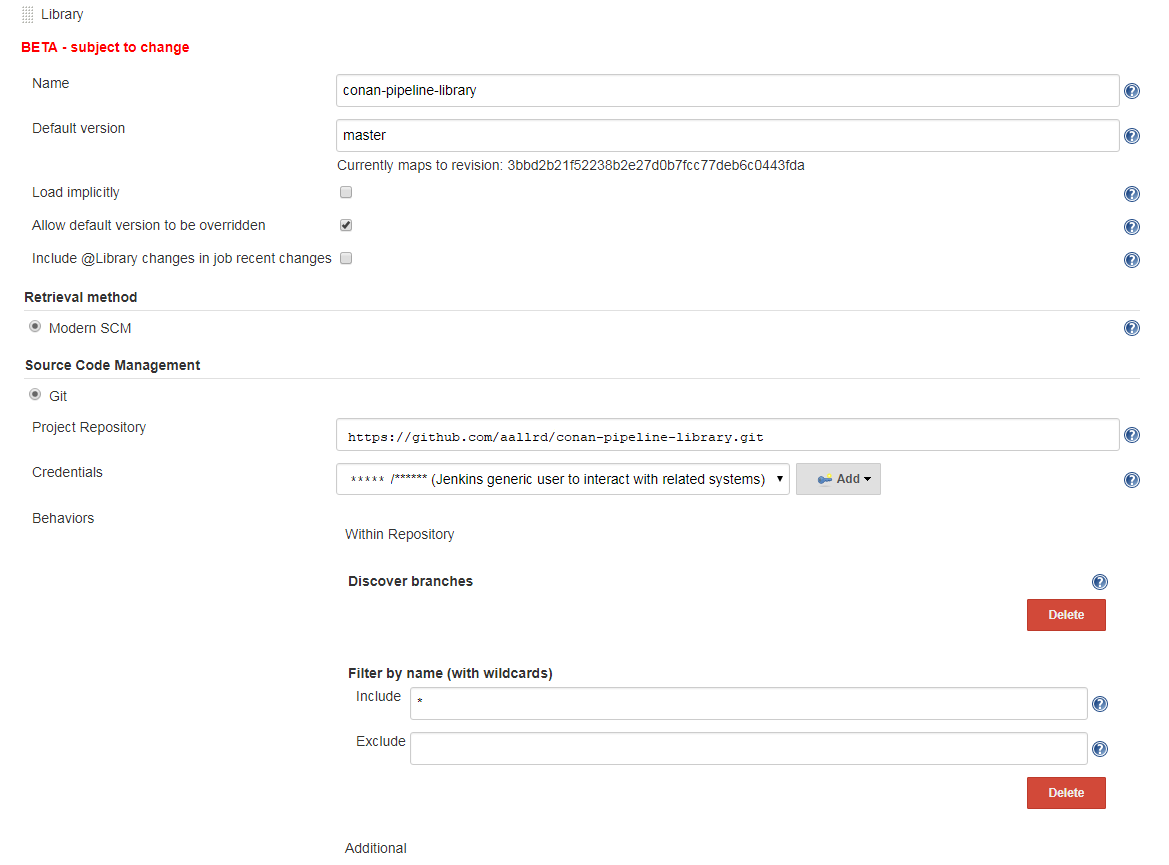 Library
BETA - subject to change
Name
conan-pipeline-library
Default version
master
Currently maps to revision: 3bbd2b21f52238b2e27d0b7fcc77deb6c0443fda
Load implicitly
Allow default version to be overridden
Include @Library changes in job recent changes
Retrieval method
Modern SCM
Source Code Management
Git
Project Repository
https://github.com/aallrd/conan-pipeline-library.git
Credentials
***** /****** (Jenkins generic user to interact with related systems)
Add
Behaviors
Within Repository
Discover branches
Delete
Filter by name (with wildcards)
Include
*
Exclude
Delete
Additional